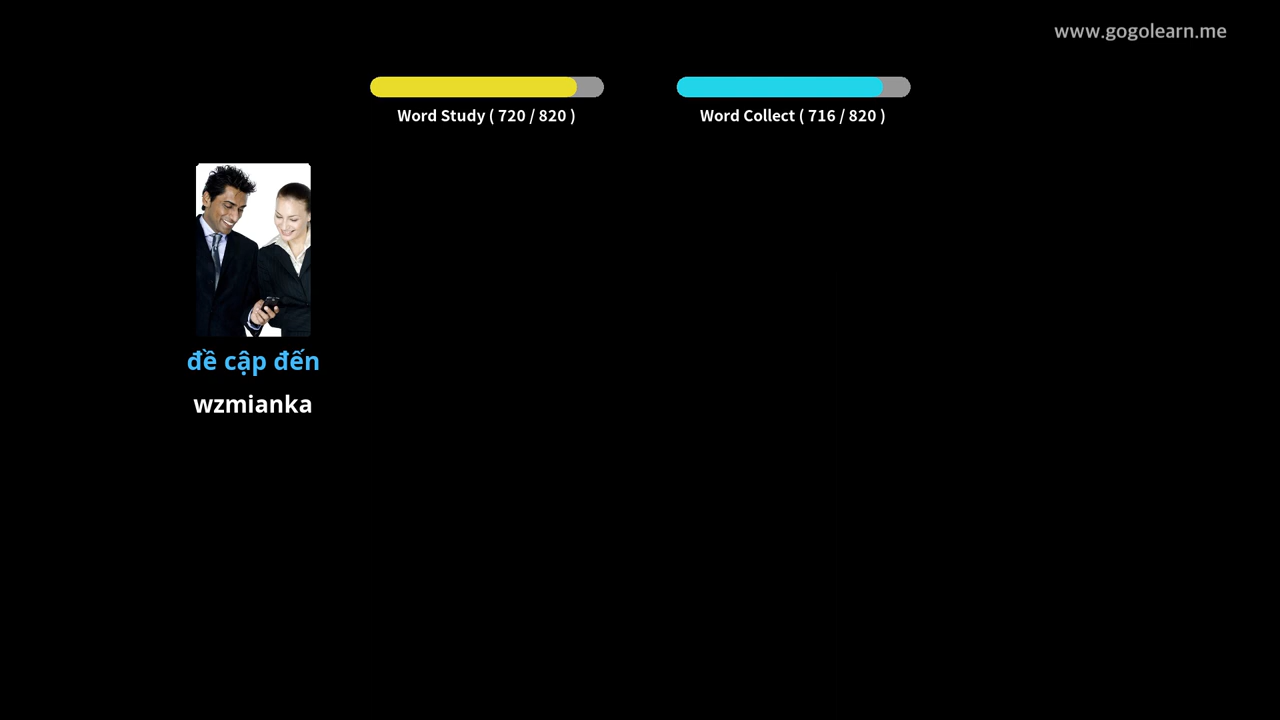 www.gogolearn.me
Word Study ( 720 / 820 )
Word Collect ( 716 / 820 )
đề cập đến
wzmianka